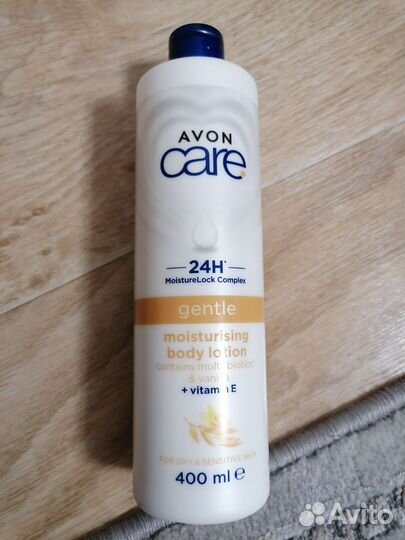 AVON
care.
24H*
MoistureLock Complex
gentle
moisturising
body lotion
contains multi-biotics*
& vanilla
+ vitamin E
FOR DRY & SENSITIVE SKIN
400 ml e
Avito